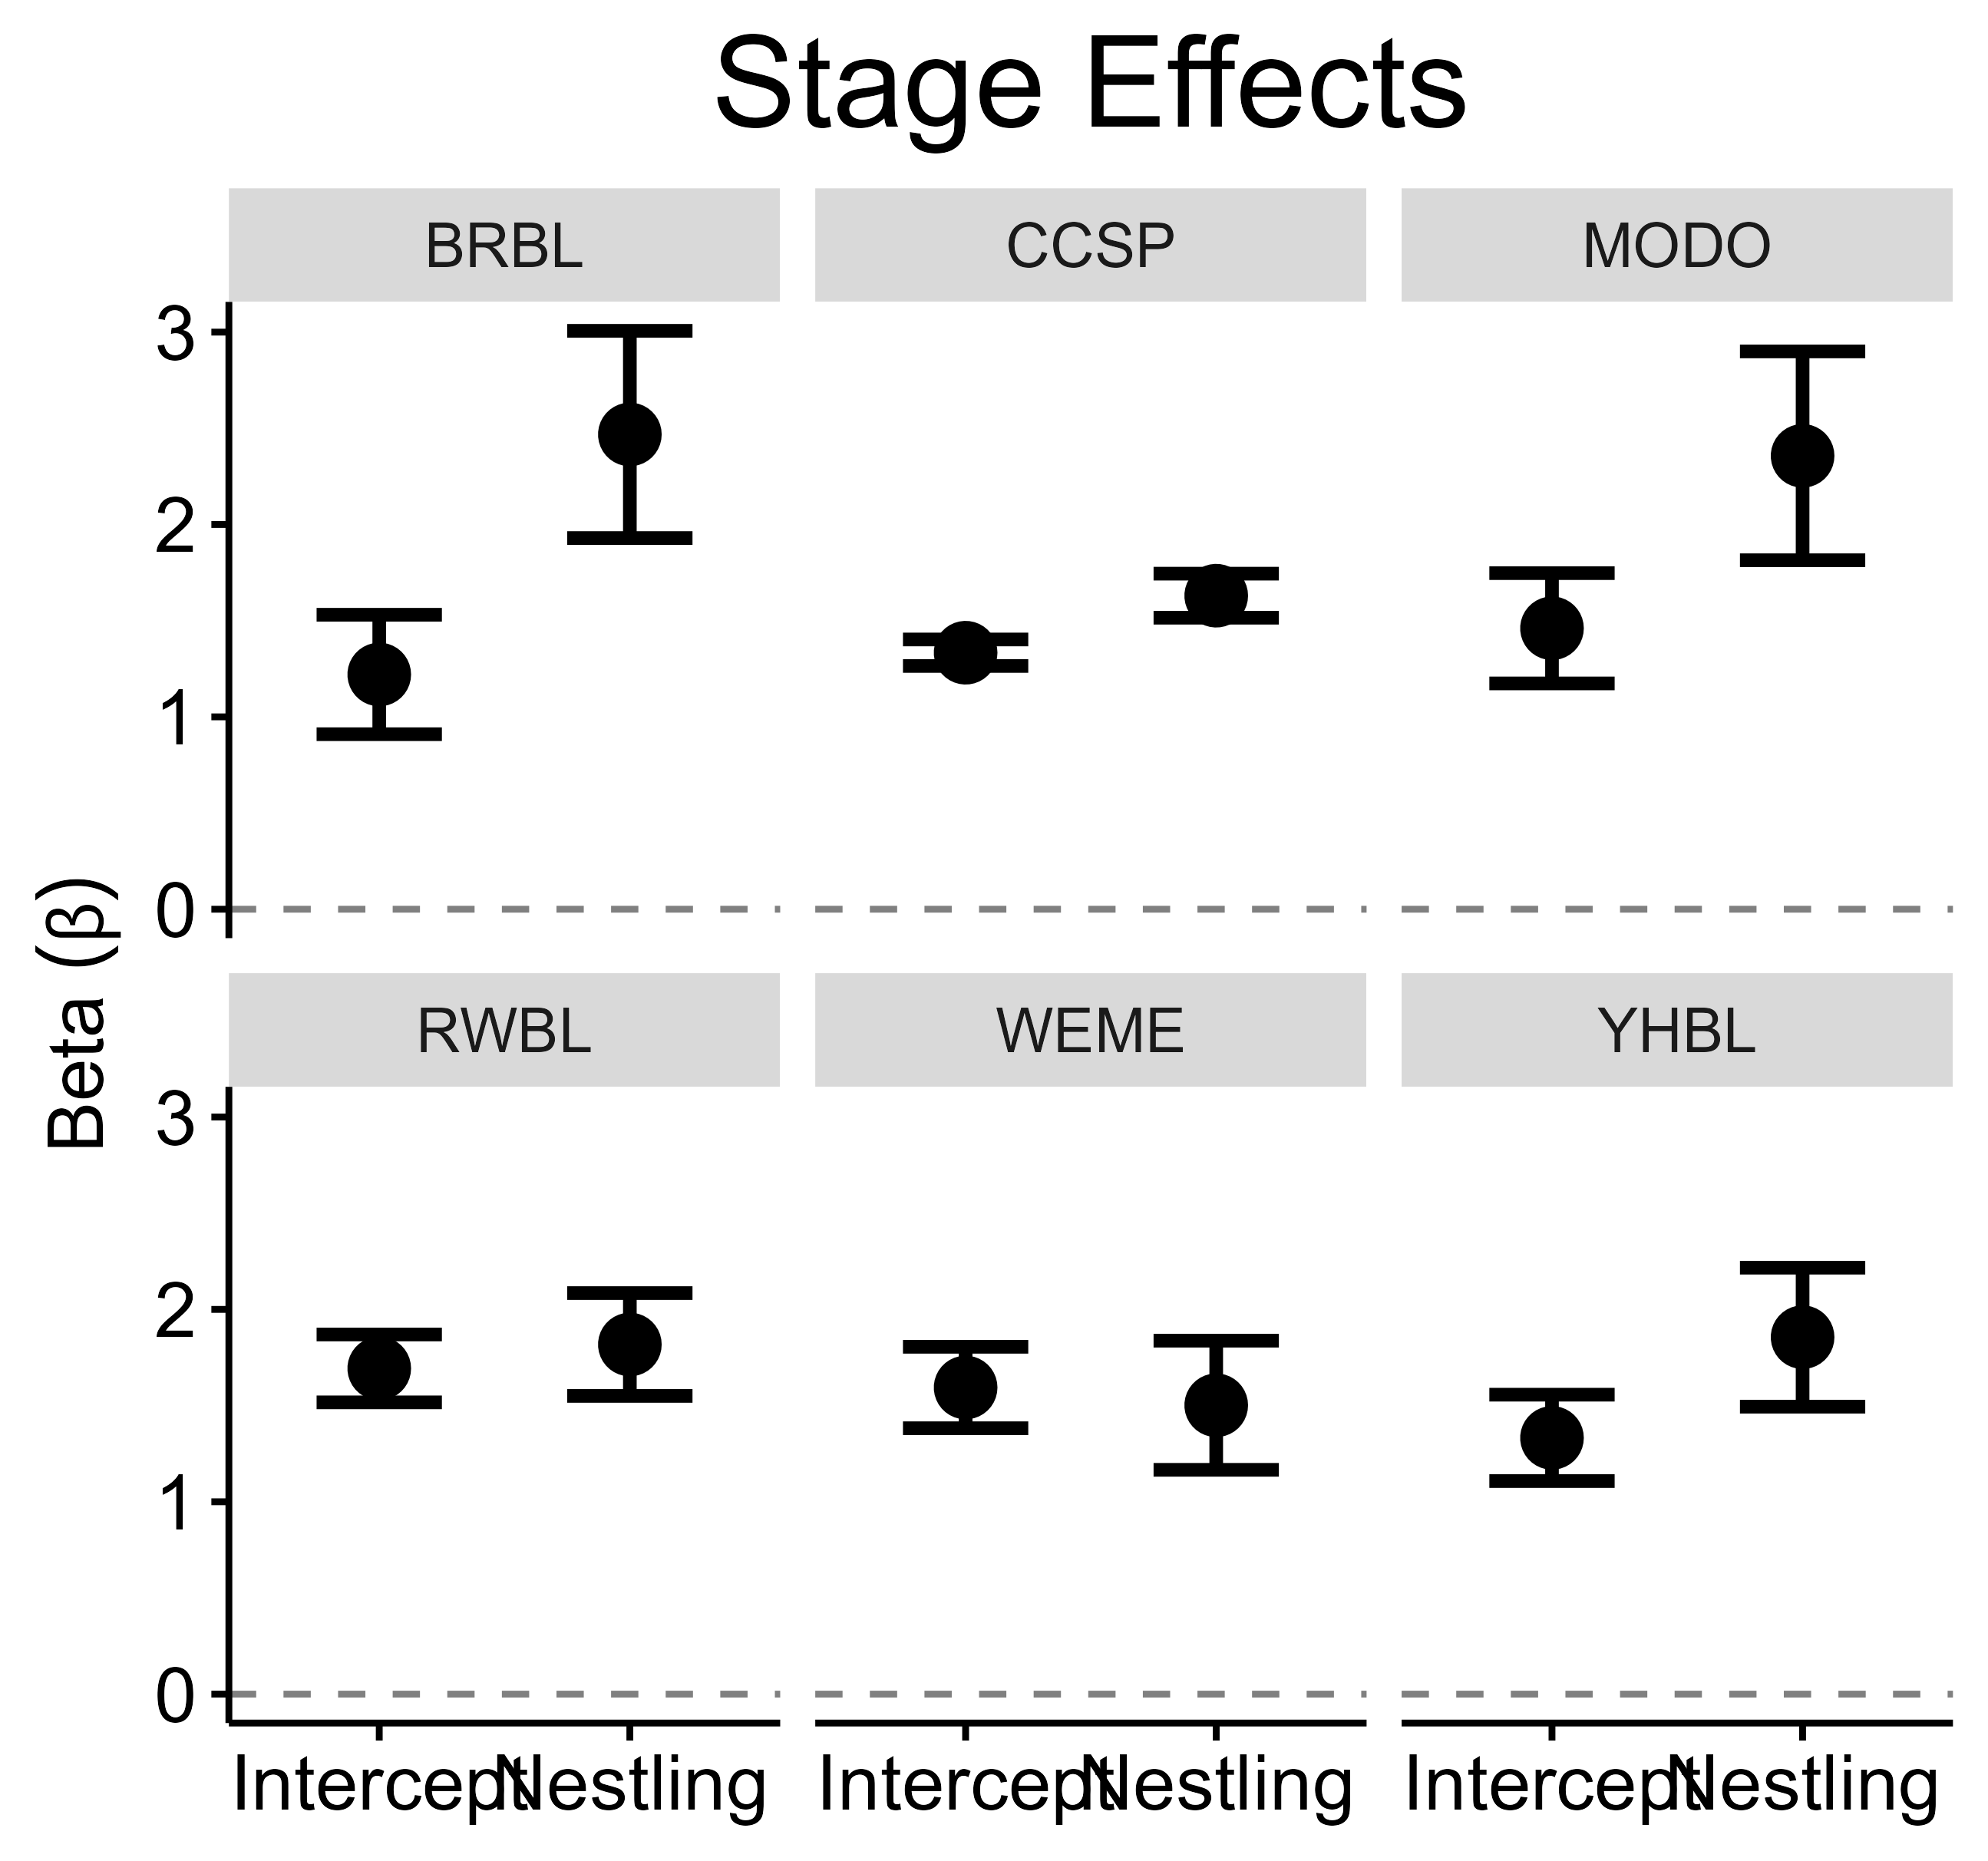 Stage Effects
BRBL CCSP MODO
3
2
1
0
Beta (β)
RWBL WEME YHBL
3
2
1
0
Intercept Nestling Intercept Nestling Intercept Nestling